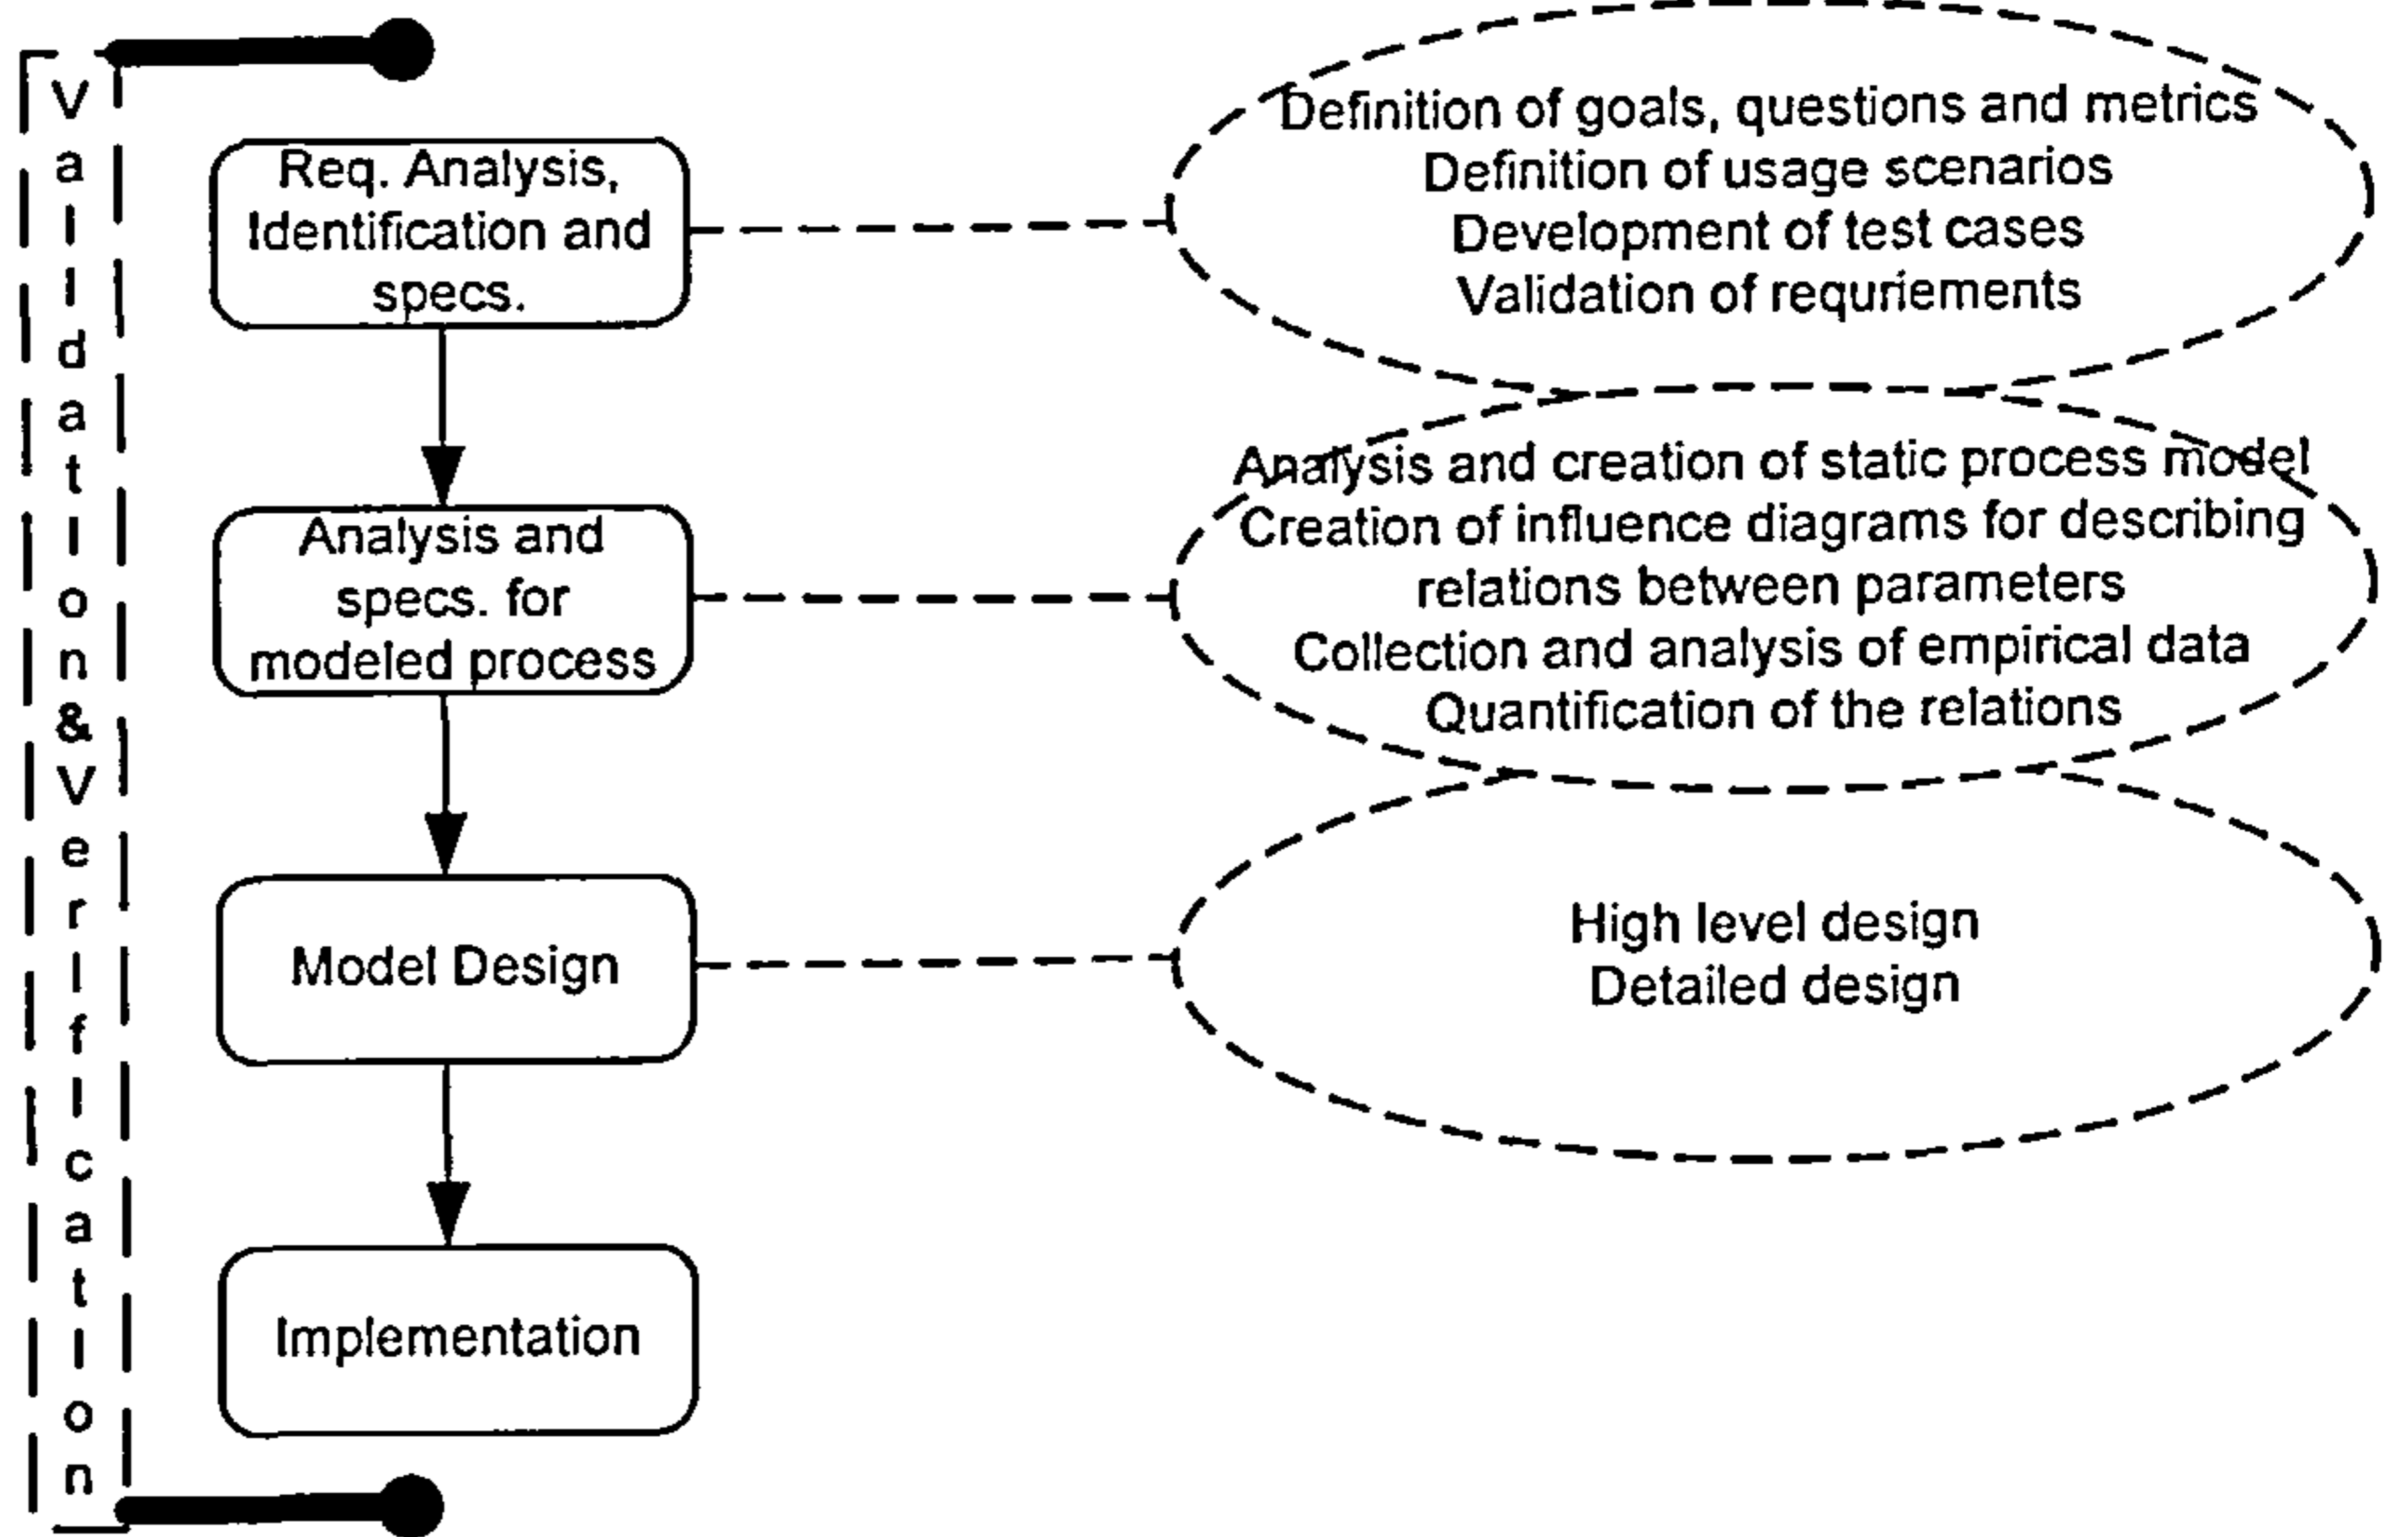 Validation & Verification
Req. Analysis,
Identification and
specs.
Definition of goals, questions and metrics
Definition of usage scenarios
Development of test cases
Validation of requriements
Analysis and
specs. for
modeled process
Analysis and creation of static process model
Creation of influence diagrams for describing
relations between parameters
Collection and analysis of empirical data
Quantification of the relations
Model Design
High level design
Detailed design
Implementation